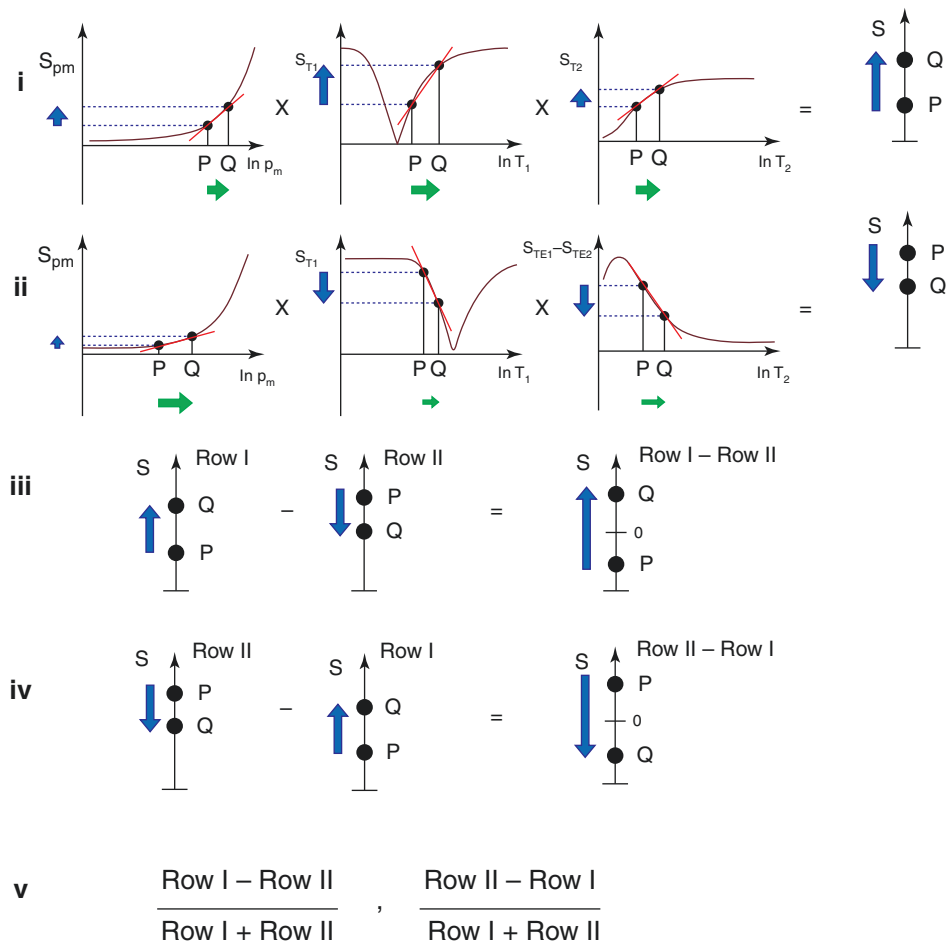 i
S_pm
P Q
ln p_m
X
S_T1
P Q
ln T_1
X
S_T2
P Q
ln T_2
=
S
Q
P
ii
S_pm
P Q
ln p_m
X
S_T1
P Q
ln T_1
X
S_TE1–S_TE2
P Q
ln T_2
=
S
P
Q
iii
S Row I
Q
P
–
S Row II
P
Q
=
S Row I – Row II
Q
0
P
iv
S Row II
P
Q
–
S Row I
Q
P
=
S Row II – Row I
P
0
Q
v
Row I – Row II
Row I + Row II
,
Row II – Row I
Row I + Row II